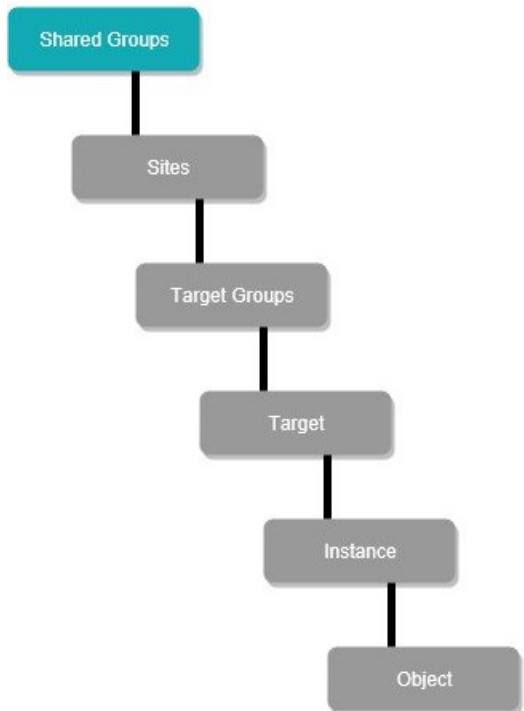 Shared Groups
Sites
Target Groups
Target
Instance
Object